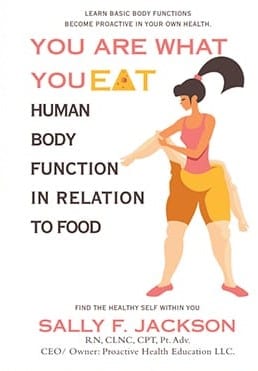 LEARN BASIC BODY FUNCTIONS
BECOME PROACTIVE IN YOUR OWN HEALTH.
YOU ARE WHAT
YOU EAT
HUMAN
BODY
FUNCTION
IN RELATION
TO FOOD
FIND THE HEALTHY SELF WITHIN YOU
SALLY F. JACKSON
RN, CLNC, CPT, Pt. Adv.
CEO/ Owner: Proactive Health Education LLC.